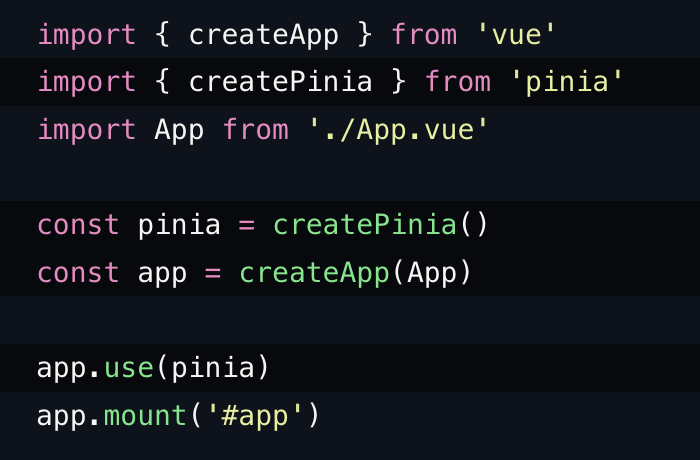 import { createApp } from 'vue'
import { createPinia } from 'pinia'
import App from './App.vue'

const pinia = createPinia()
const app = createApp(App)

app.use(pinia)
app.mount('#app')